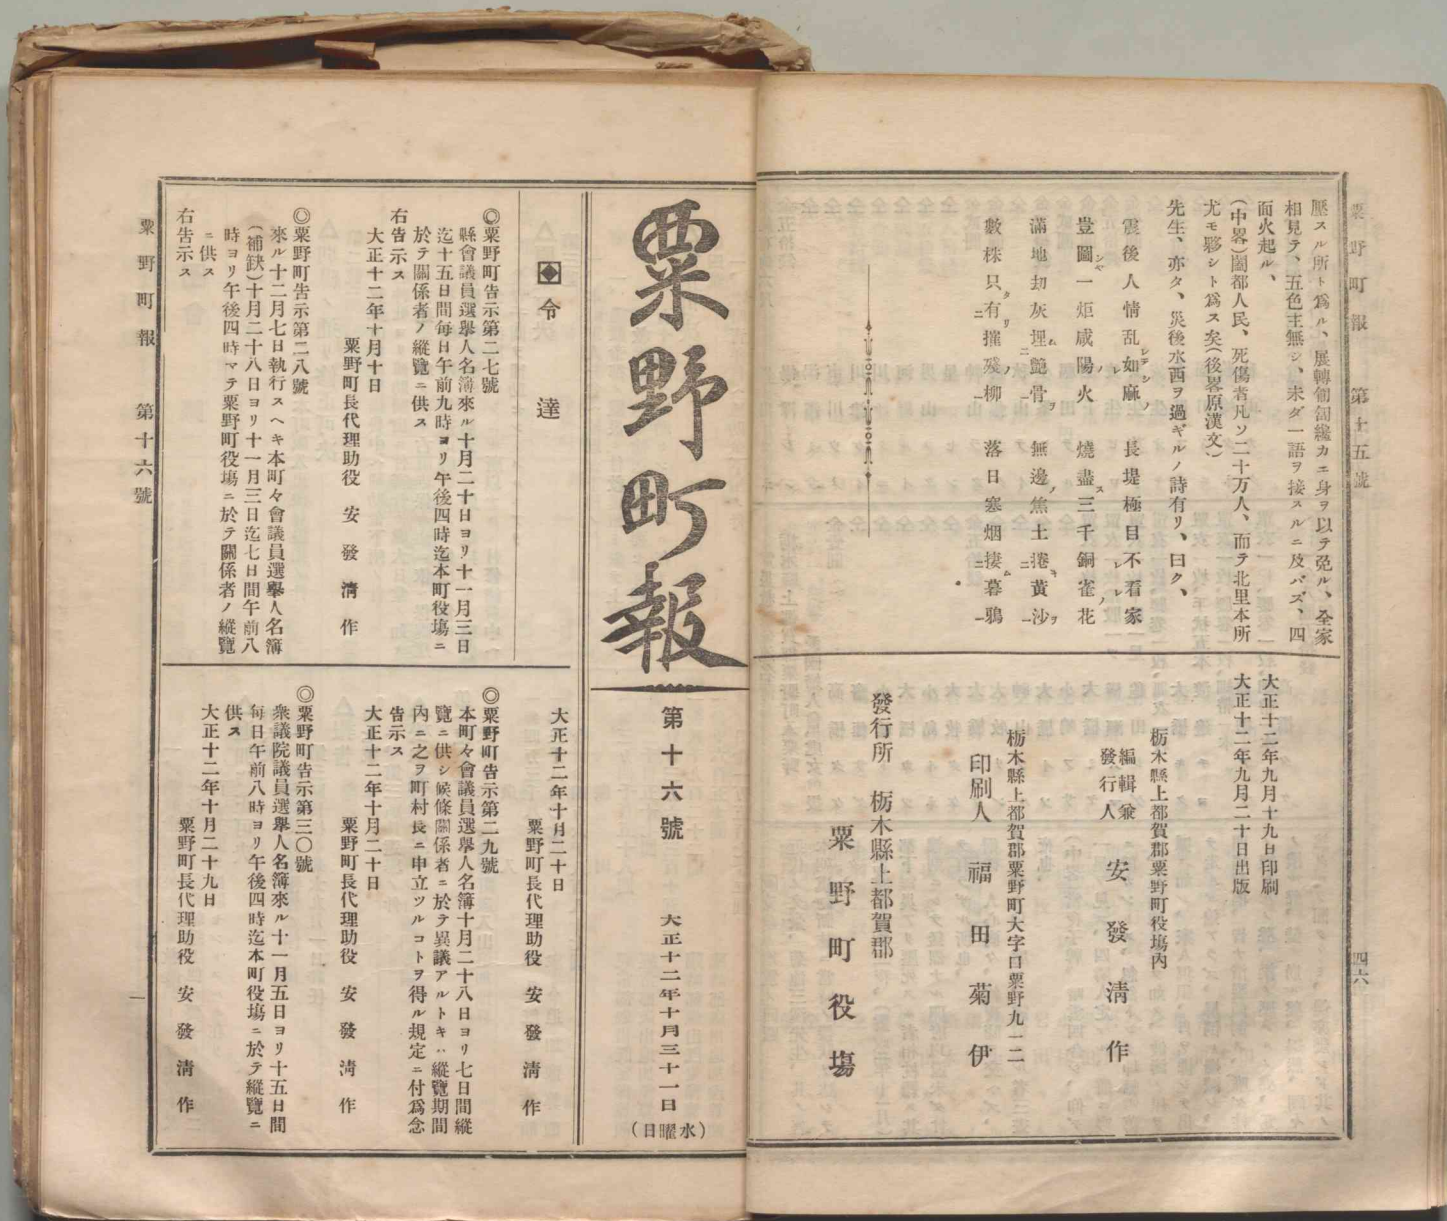 粟野町報　第十五號
四六
壓スル所ト爲ル、展轉匍匐纔カニ身ヲ以テ免ル、全家
相見テ、五色主無シ、未ダ一語ヲ接スルニ及バズ、四
面火起ル、
(中畧)闔都人民、死傷者凡ソ二十万人、而テ北里本所
尤モ夥シト爲ス矣(後畧原漢文)
先生、亦タ、災後水西ヲ過ギルノ詩有リ、曰ク、
震後人情乱如麻　長堤極目不看家
豈圖一炬咸陽火　燒盡三千銅雀花
滿地刧灰埋艶骨　無邊焦土捲黃沙
數株只有摧殘柳　落日寒烟捿暮鴉
大正十二年九月十九日印刷
大正十二年九月二十日出版
栃木縣上都賀郡粟野町役塲內
編輯兼
發行人　安發淸作
栃木縣上都賀郡粟野町大字口粟野九一二
印刷人　福田菊伊
發行所　栃木縣上都賀郡
粟野町役塲
粟野町報
第十六號　大正十二年十月三十一日(水曜日)
令達
◎粟野町告示第二七號
縣會議員選擧人名簿來ル十月二十日ヨリ十一月三日
迄十五日間每日午前九時ヨリ午後四時迄本町役塲ニ
於テ關係者ノ縱覽ニ供ス
右告示ス
大正十二年十月十日
粟野町長代理助役　安發淸作
◎粟野町告示第二八號
來ル十二月七日執行スヘキ本町々會議員選擧人名簿
(補缺)十月二十八日ヨリ十一月三日迄七日間午前八
時ヨリ午後四時マテ粟野町役塲ニ於テ關係者ノ縱覽
ニ供ス
右告示ス
大正十二年十月二十日
粟野町長代理助役　安發淸作
◎粟野町告示第二九號
本町々會議員選擧人名簿十月二十八日ヨリ七日間縱
覽ニ供シ候條關係者ニ於テ異議アルトキハ縱覽期間
內ニ之ヲ町村長ニ申立ツルコトヲ得ル規定ニ付爲念
告示ス
大正十二年十月二十日
粟野町長代理助役　安發淸作
◎粟野町告示第三〇號
衆議院議員選擧人名簿來ル十一月五日ヨリ十五日間
每日午前八時ヨリ午後四時迄本町役塲ニ於テ縱覽ニ
供ス
大正十二年十月二十九日
粟野町長代理助役　安發淸作
粟野町報　第十六號
一